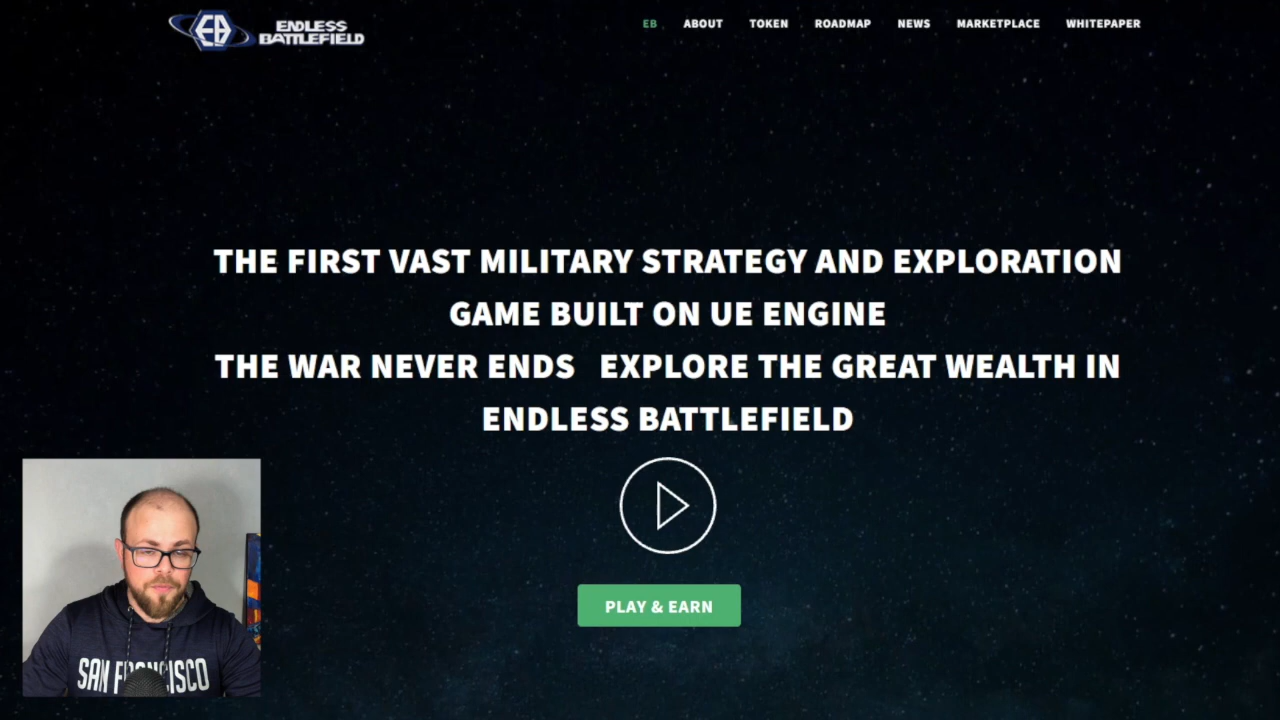 EB
ENDLESS
BATTLEFIELD
EB ABOUT TOKEN ROADMAP NEWS MARKETPLACE WHITEPAPER
THE FIRST VAST MILITARY STRATEGY AND EXPLORATION
GAME BUILT ON UE ENGINE
THE WAR NEVER ENDS EXPLORE THE GREAT WEALTH IN
ENDLESS BATTLEFIELD
PLAY & EARN
SAN FRANCISCO